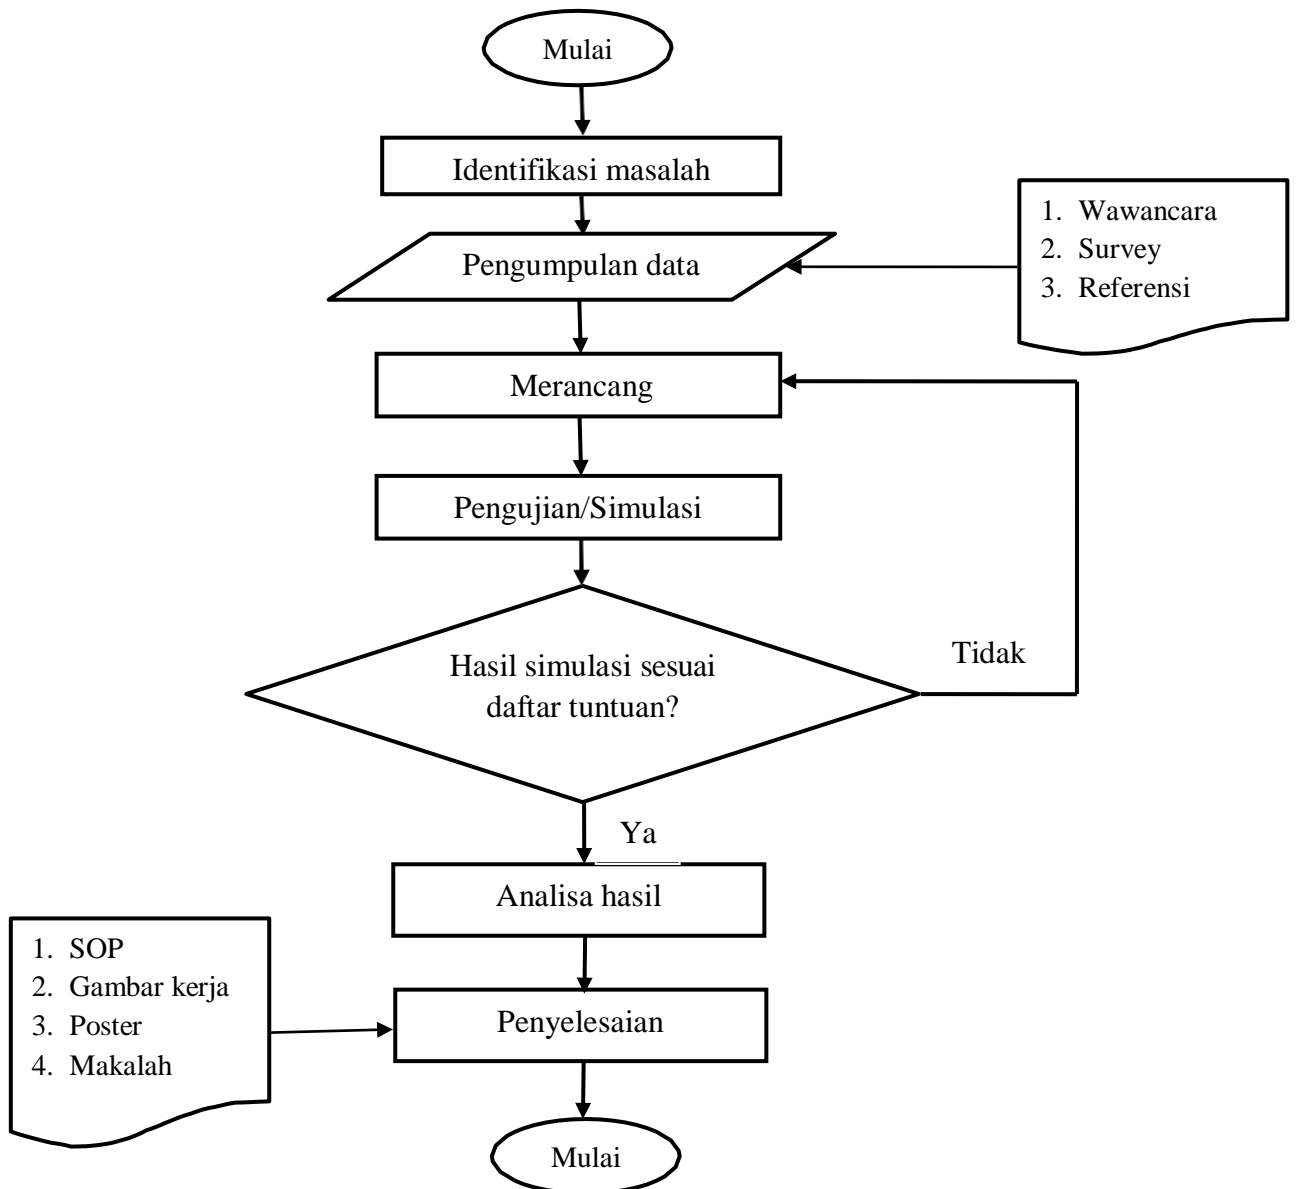 Mulai
Identifikasi masalah
Pengumpulan data
1. Wawancara
2. Survey
3. Referensi
Merancang
Pengujian/Simulasi
Hasil simulasi sesuai
daftar tuntuan?
Tidak
Ya
Analisa hasil
1. SOP
2. Gambar kerja
3. Poster
4. Makalah
Penyelesaian
Mulai